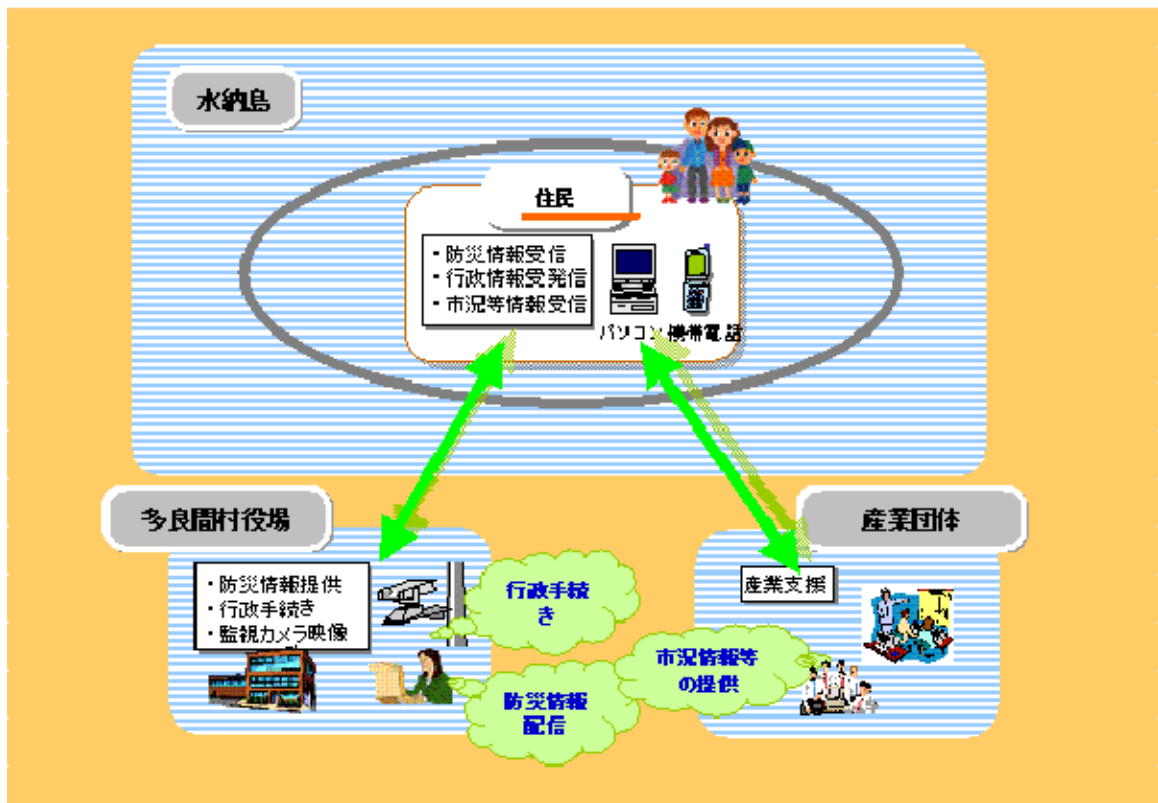 水納島
住民
・防災情報受信
・行政情報受発信
・市況等情報受信
パソコン 携帯電話
多良間村役場
・防災情報提供
・行政手続き
・監視カメラ映像
行政手続
き
防災情報
配信
産業団体
産業支援
市況情報等
の提供